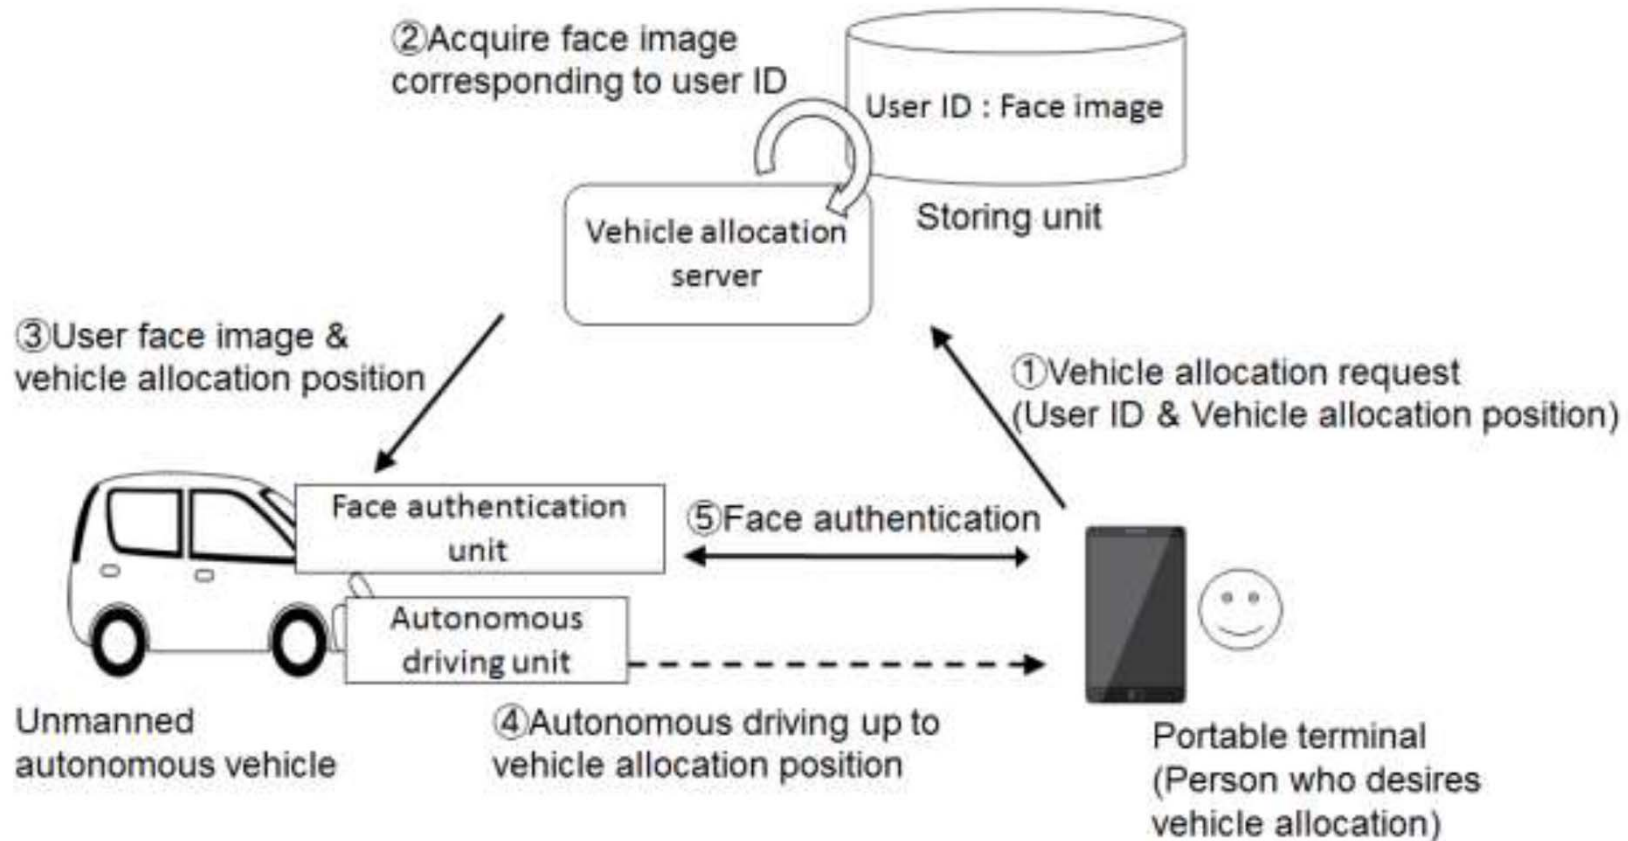 ②Acquire face image
corresponding to user ID
User ID : Face image
Storing unit
Vehicle allocation
server
③User face image &
vehicle allocation position
①Vehicle allocation request
(User ID & Vehicle allocation position)
Face authentication
unit
⑤Face authentication
Autonomous
driving unit
Unmanned
autonomous vehicle
④Autonomous driving up to
vehicle allocation position
Portable terminal
(Person who desires
vehicle allocation)